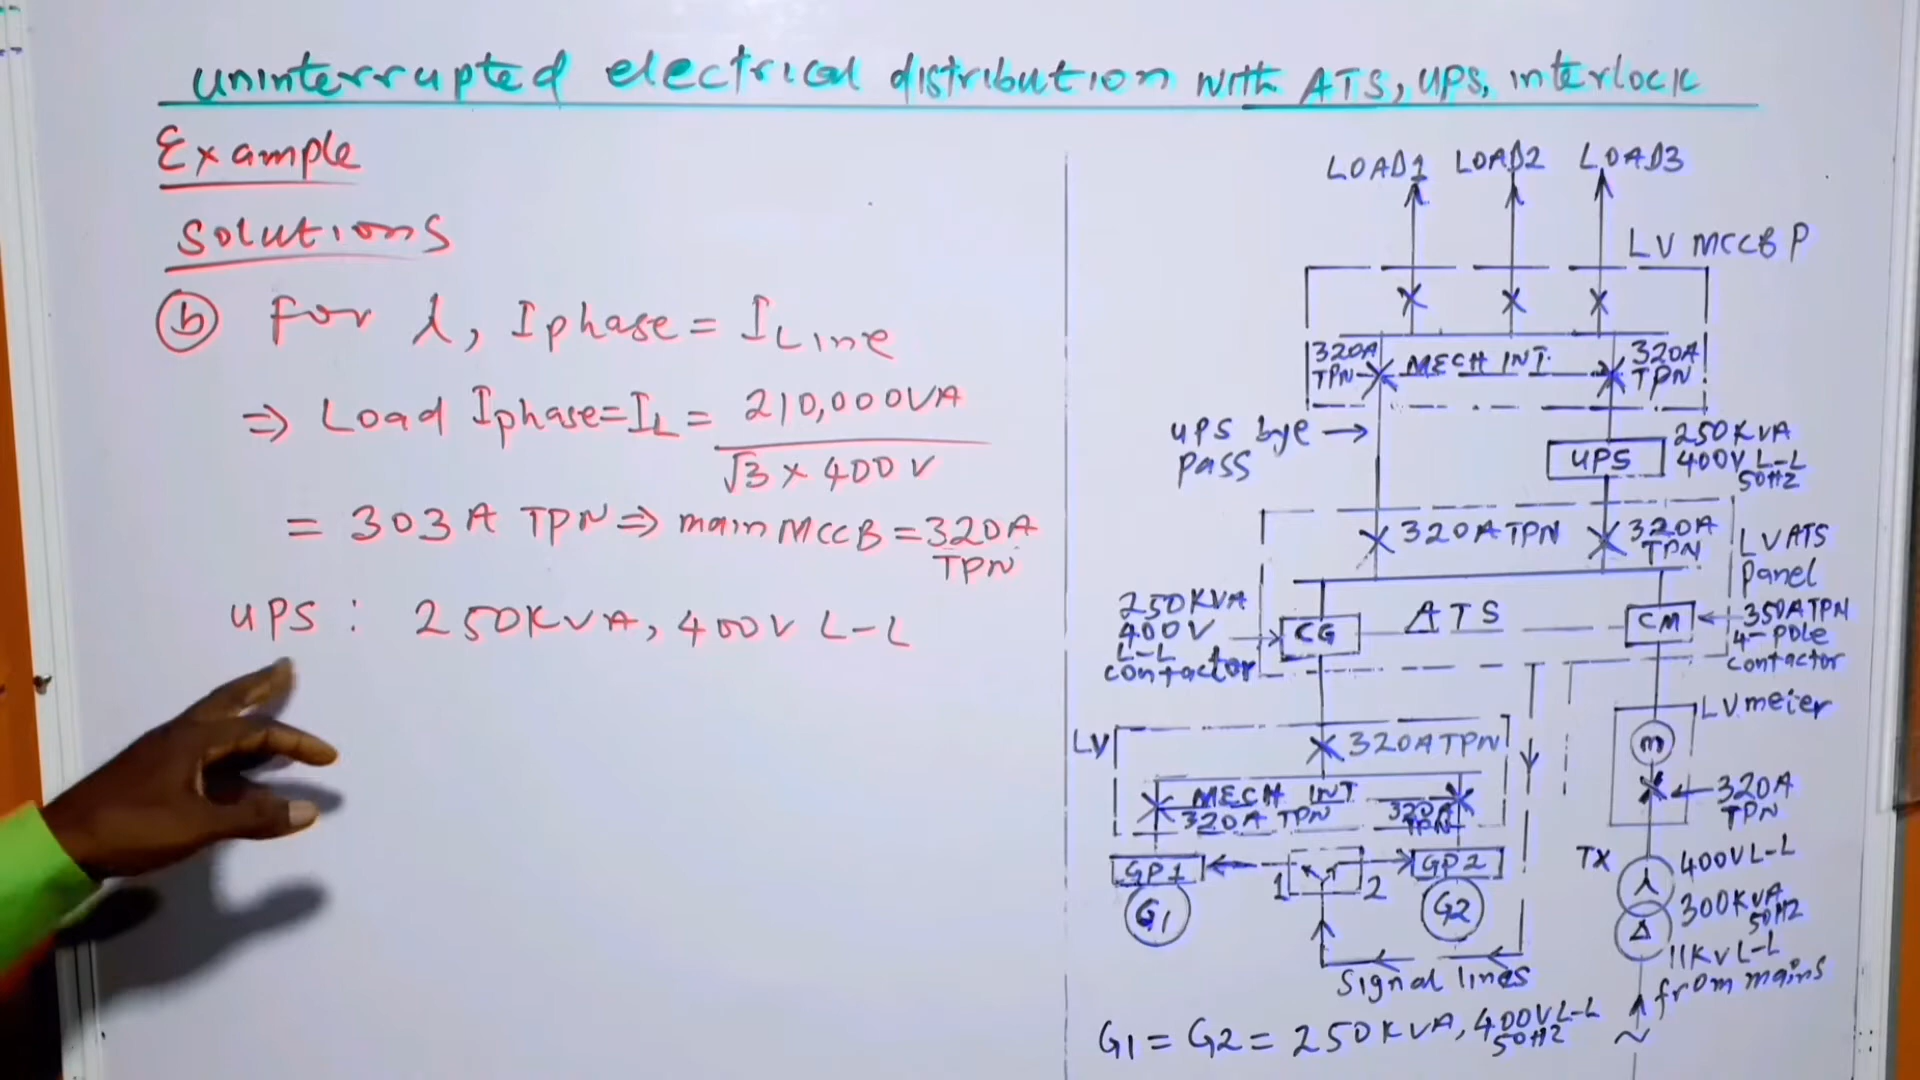 uninterrupted electrical distribution with ATS, UPS, interlock
Example
Solutions
(b) For ⅄, Iphase = ILine
⇒ Load Iphase=IL= 210,000VA
√3 × 400 V
= 303A TPN ⇒ main MCCB = 320A
TPN
UPS : 250KVA, 400V L-L
LOAD1 LOAD2 LOAD3
LV MCCB P
320A
TPN
MECH INT.
320A
TPN
UPS bye
pass
UPS
250KVA
400V L-L
50HZ
320A TPN
320A
TPN
LV ATS
panel
250KVA
400V
L-L
contactor
CG
ATS
CM
350A TPN
4-pole
contactor
LV meier
LV
320A TPN
MECH INT
320A TPN
320A
TPN
m
320A
TPN
GP1
1
2
GP2
G1
G2
TX
400V L-L
300KVA
50HZ
⅄
Δ
11KV L-L
from mains
Signal lines
G1 = G2 = 250KVA, 400V L-L
50HZ